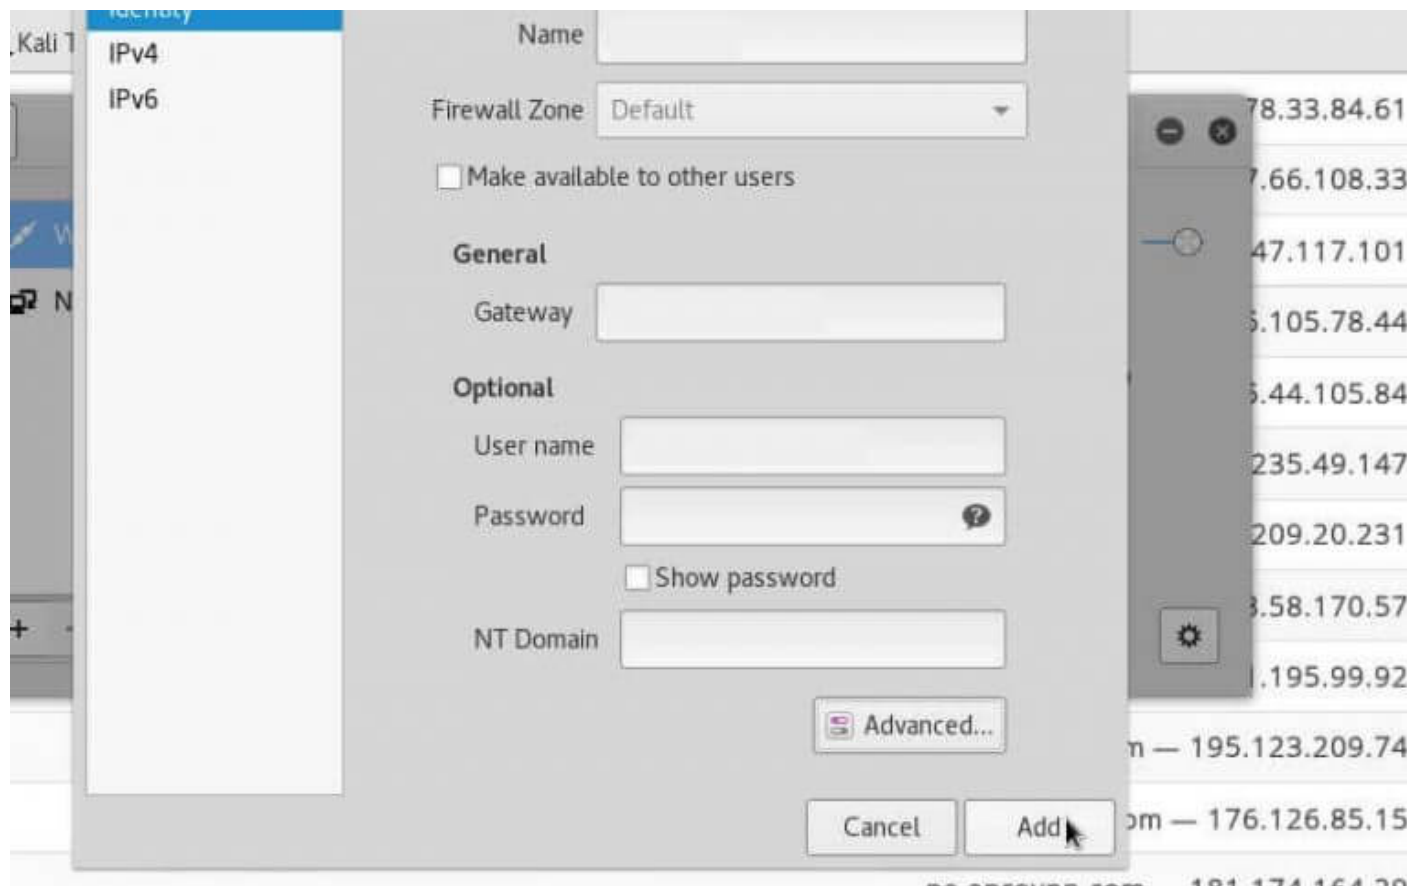 Identity
Name
Kali T
IPv4
IPv6
Firewall Zone Default
78.33.84.61
Make available to other users
.66.108.33
W
General
47.117.101
N
Gateway
.105.78.44
Optional
.44.105.84
User name
235.49.147
Password
209.20.231
Show password
.58.170.57
+
NT Domain
.195.99.92
Advanced...
m — 195.123.209.74
Cancel
Add
om — 176.126.85.15